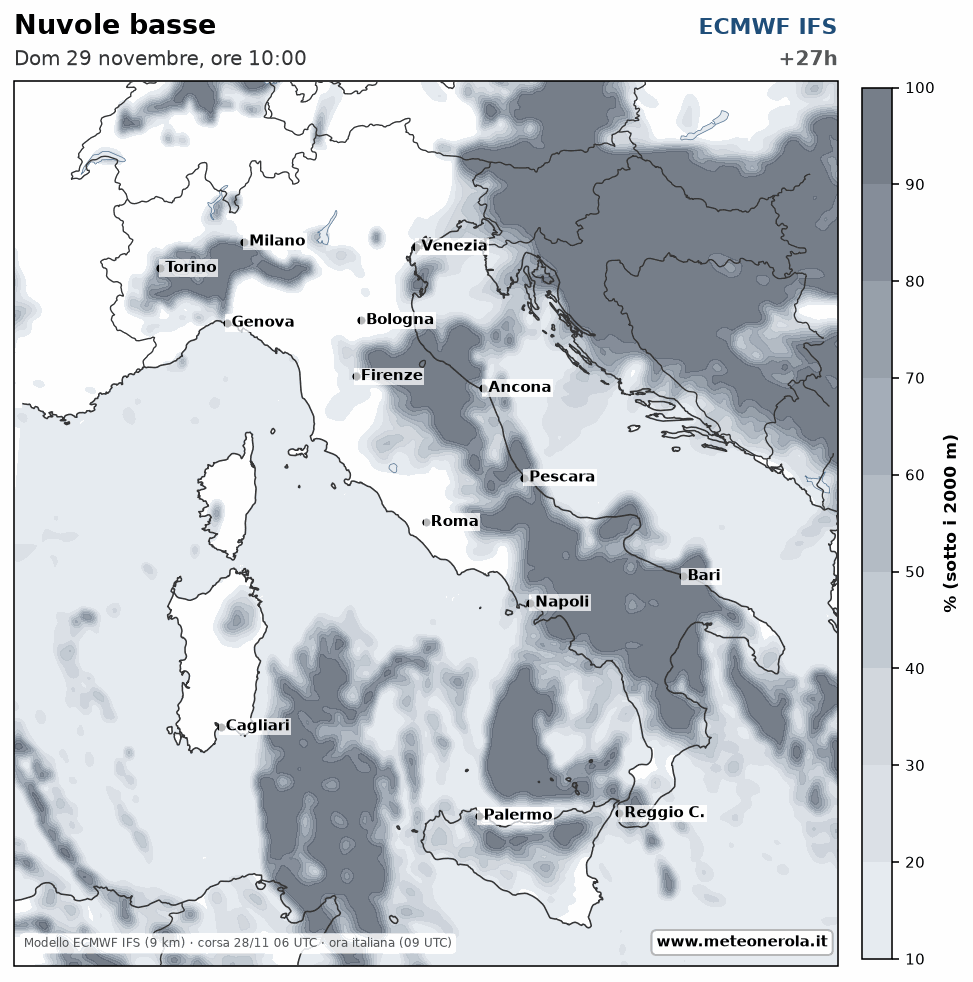 Nuvole basse
ECMWF IFS
Dom 29 novembre, ore 10:00
+27h
100
90
80
70
60
50
40
30
20
10
% (sotto i 2000 m)
Milano
Venezia
Torino
Genova
Bologna
Firenze
Ancona
Pescara
Roma
Bari
Napoli
Cagliari
Palermo
Reggio C.
Modello ECMWF IFS (9 km) · corsa 28/11 06 UTC · ora italiana (09 UTC)
www.meteonerola.it